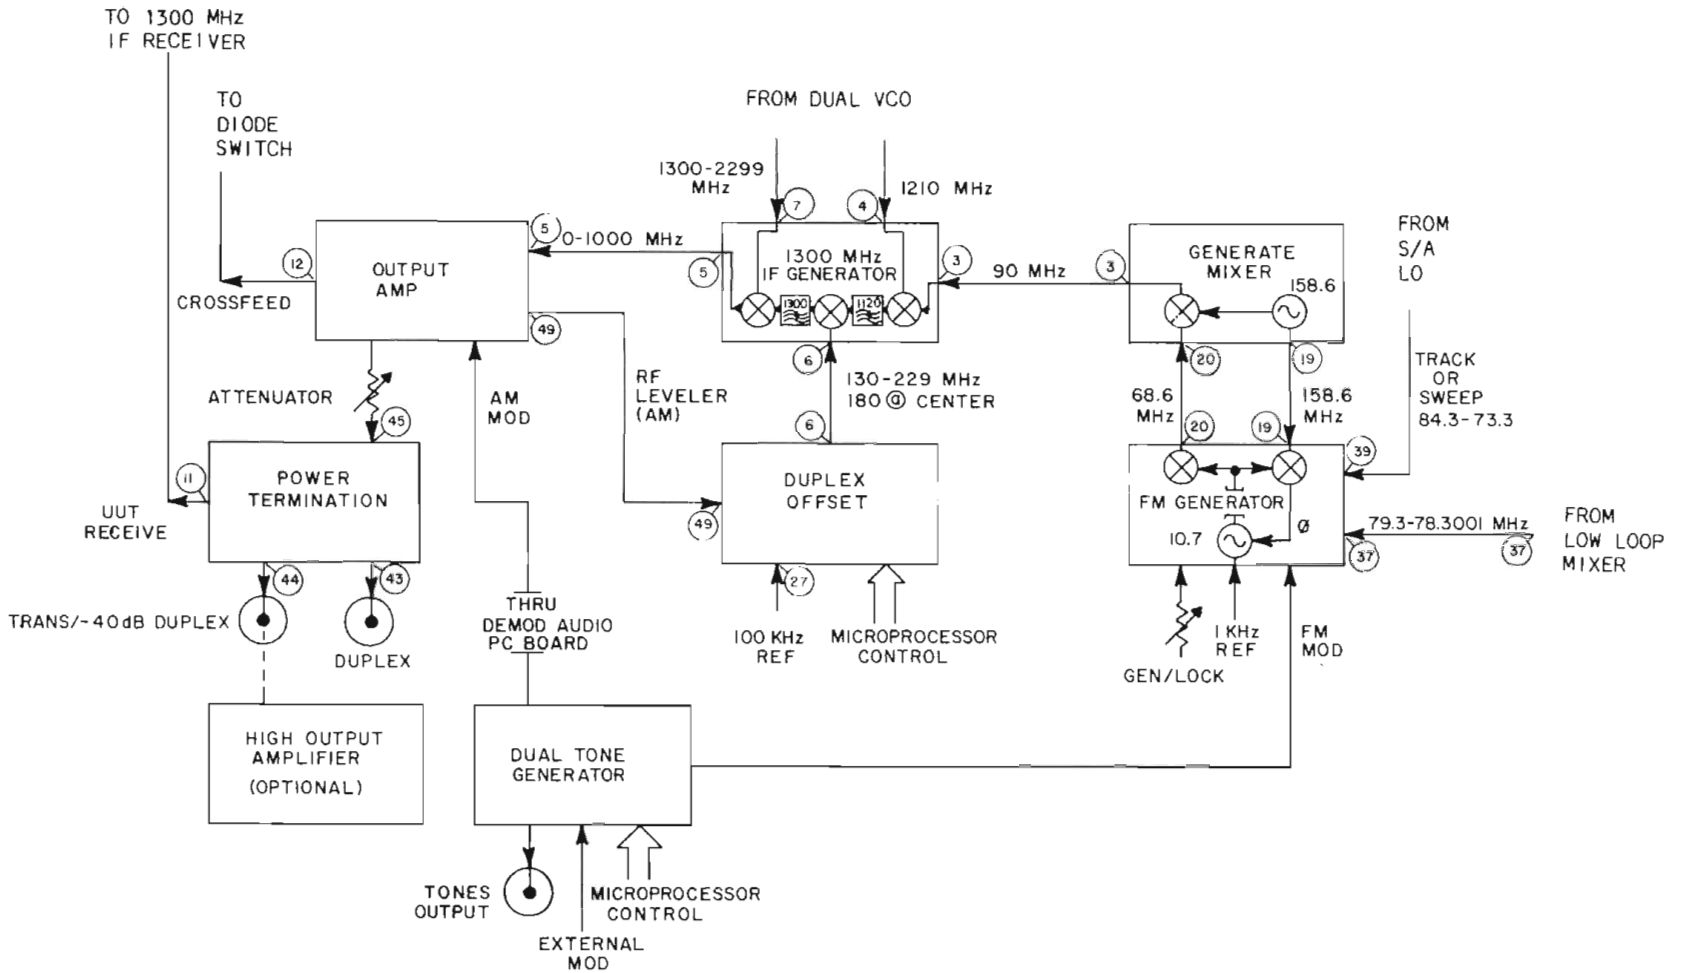 TO 1300 MHz
IF RECEIVER
TO
DIODE
SWITCH
FROM DUAL VCO
1300-2299
MHz
1210 MHz
7
4
FROM
S/A
LO
OUTPUT
AMP
5
0-1000 MHz
5
12
CROSSFEED
49
1300 MHz
IF GENERATOR
1300
1120
3
90 MHz
3
GENERATE
MIXER
158.6
6
20
19
TRACK
OR
SWEEP
84.3-73.3
ATTENUATOR
45
AM
MOD
RF
LEVELER
(AM)
130-229 MHz
180 @ CENTER
6
68.6
MHz
158.6
MHz
20
19
39
11
POWER
TERMINATION
UUT
RECEIVE
DUPLEX
OFFSET
49
FM GENERATOR
10.7
Ø
79.3-78.3001 MHz
37
37
FROM
LOW LOOP
MIXER
44
43
27
TRANS/-40dB DUPLEX
DUPLEX
THRU
DEMOD AUDIO
PC BOARD
100 KHz
REF
MICROPROCESSOR
CONTROL
GEN/LOCK
1 KHz
REF
FM
MOD
HIGH OUTPUT
AMPLIFIER
(OPTIONAL)
DUAL TONE
GENERATOR
TONES
OUTPUT
MICROPROCESSOR
CONTROL
EXTERNAL
MOD